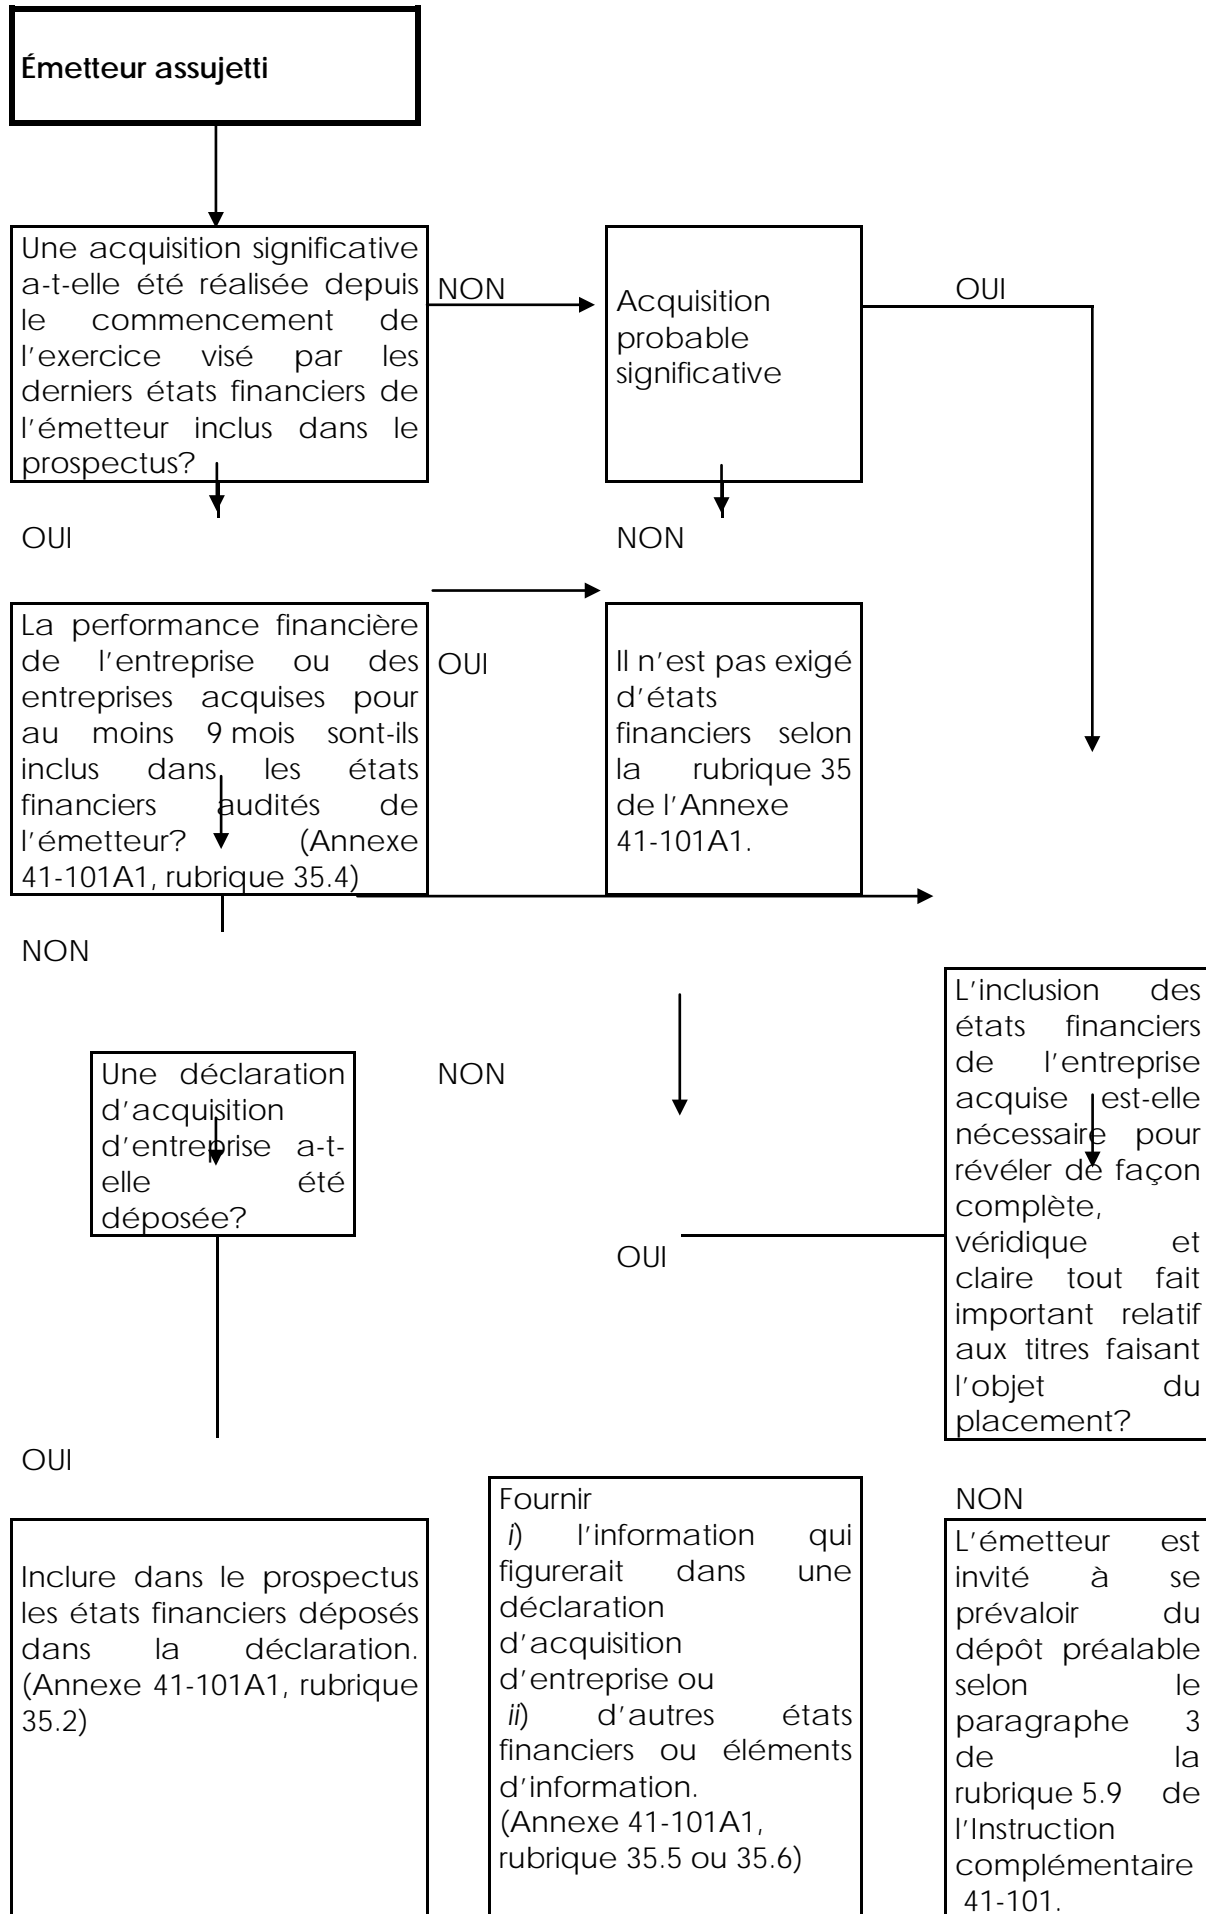 Émetteur assujetti
Une acquisition significative
a-t-elle été réalisée depuis
le commencement de
l'exercice visé par les
derniers états financiers de
l'émetteur inclus dans le
prospectus?
NON
Acquisition
probable
significative
OUI
OUI
NON
La performance financière
de l'entreprise ou des
entreprises acquises pour
au moins 9 mois sont-ils
inclus dans les états
financiers audités de
l'émetteur? (Annexe
41-101A1, rubrique 35.4)
OUI
Il n'est pas exigé
d'états
financiers selon
la rubrique 35
de l'Annexe
41-101A1.
NON
Une déclaration
d'acquisition
d'entreprise a-t-
elle été
déposée?
NON
OUI
L'inclusion des
états financiers
de l'entreprise
acquise est-elle
nécessaire pour
révéler de façon
complète,
véridique et
claire tout fait
important relatif
aux titres faisant
l'objet du
placement?
OUI
Inclure dans le prospectus
les états financiers déposés
dans la déclaration.
(Annexe 41-101A1, rubrique
35.2)
Fournir
i) l'information qui
figurerait dans une
déclaration
d'acquisition
d'entreprise ou
ii) d'autres états
financiers ou éléments
d'information.
(Annexe 41-101A1,
rubrique 35.5 ou 35.6)
NON
L'émetteur est
invité à se
prévaloir du
dépôt préalable
selon le
paragraphe 3
de la
rubrique 5.9 de
l'Instruction
complémentaire
41-101.